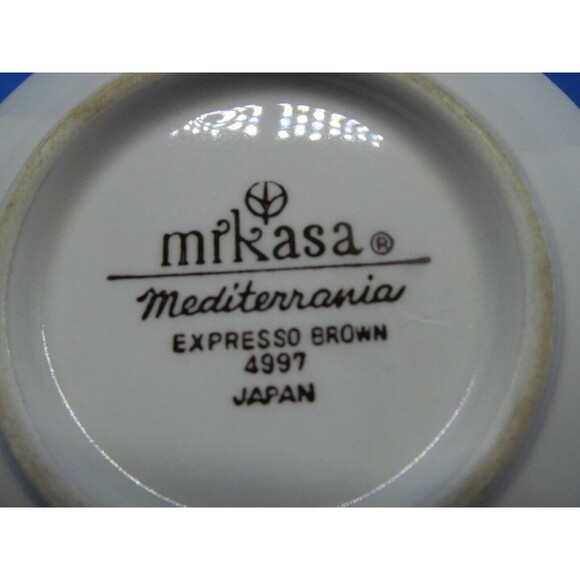 mikasa ®
Mediterrania
EXPRESSO BROWN
4997
JAPAN